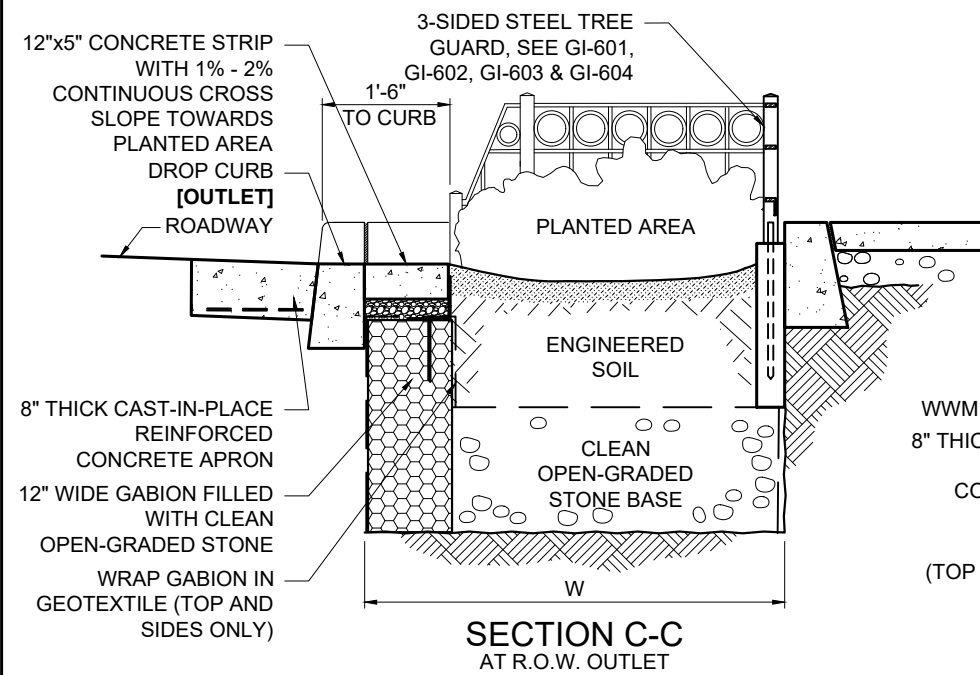 3-SIDED STEEL TREE
GUARD, SEE GI-601,
GI-602, GI-603 & GI-604
12"x5" CONCRETE STRIP
WITH 1% - 2%
CONTINUOUS CROSS
SLOPE TOWARDS
PLANTED AREA
1'-6"
TO CURB
DROP CURB
[OUTLET]
ROADWAY
PLANTED AREA
ENGINEERED
SOIL
8" THICK CAST-IN-PLACE
REINFORCED
CONCRETE APRON
CLEAN
OPEN-GRADED
STONE BASE
12" WIDE GABION FILLED
WITH CLEAN
OPEN-GRADED STONE
WRAP GABION IN
GEOTEXTILE (TOP AND
SIDES ONLY)
W
SECTION C-C
AT R.O.W. OUTLET
WWM
8" THIC
CO
(TOP